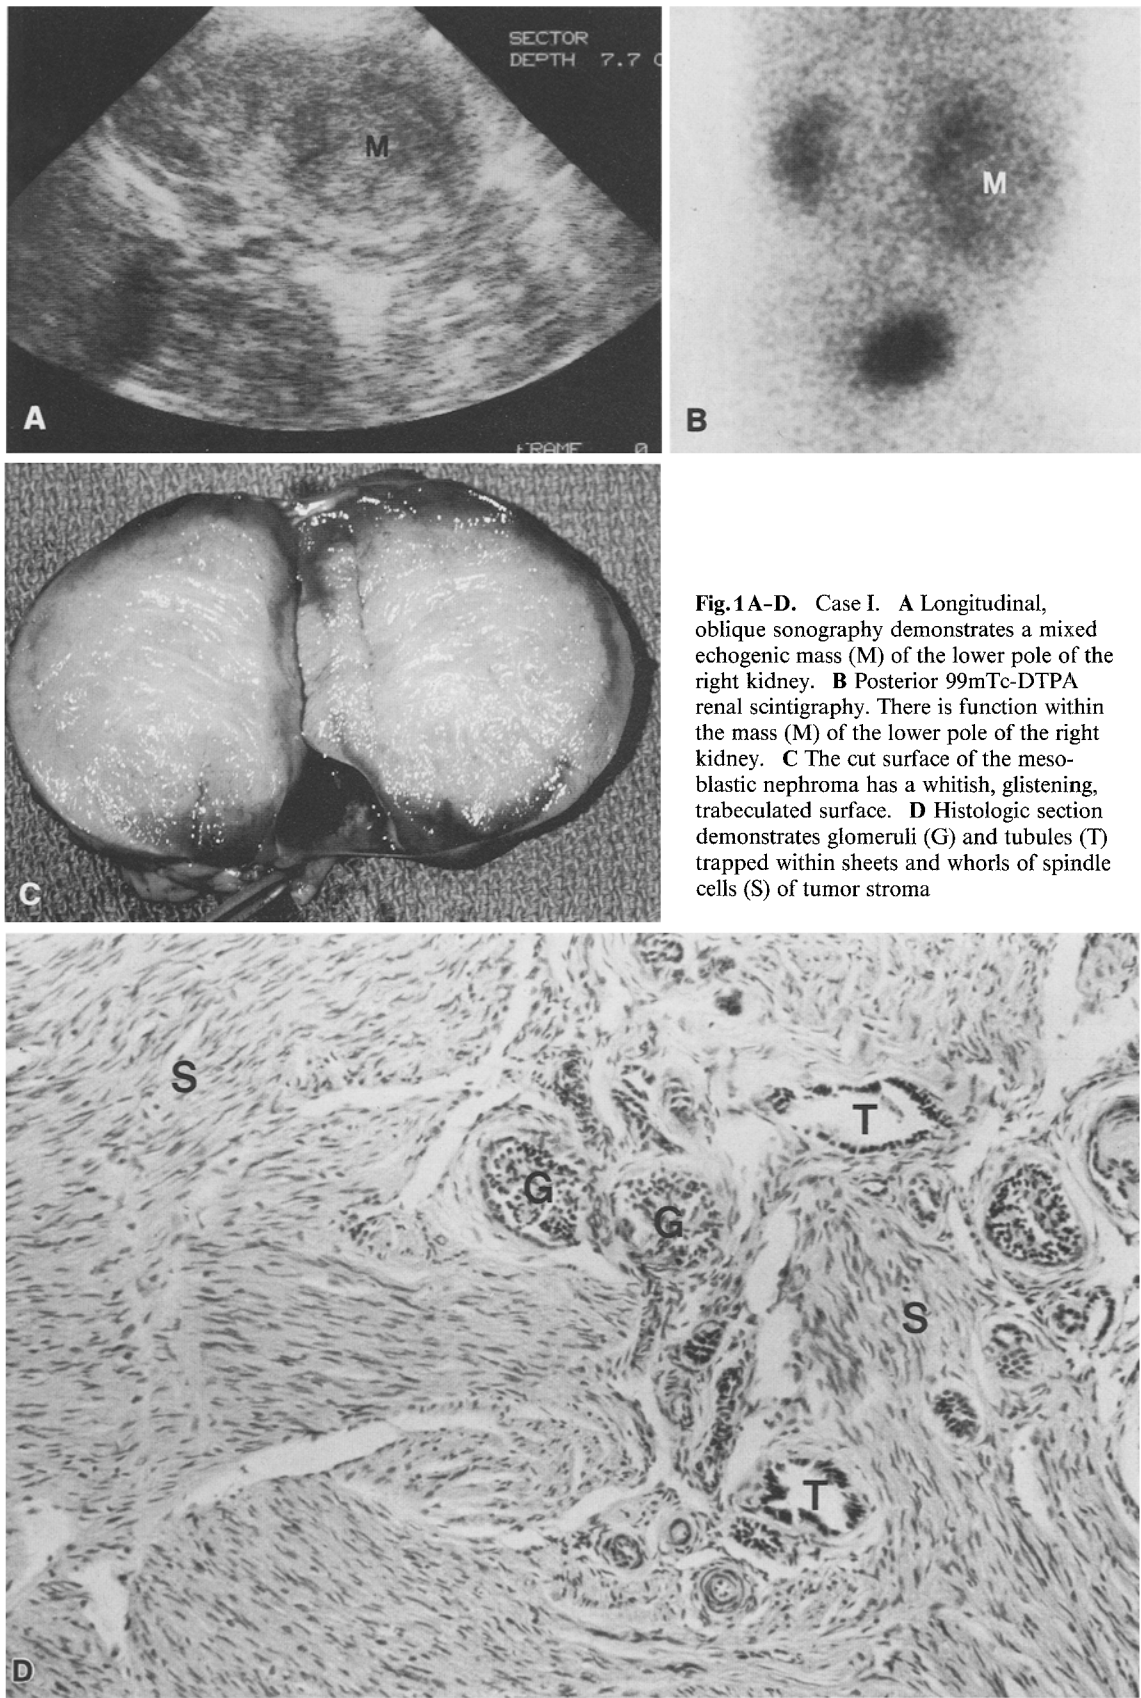 SECTOR
DEPTH 7.7 C
M
A
FRAME 0
M
B
C
Fig. 1 A–D. Case I. A Longitudinal,
oblique sonography demonstrates a mixed
echogenic mass (M) of the lower pole of the
right kidney. B Posterior 99mTc-DTPA
renal scintigraphy. There is function within
the mass (M) of the lower pole of the right
kidney. C The cut surface of the meso-
blastic nephroma has a whitish, glistening,
trabeculated surface. D Histologic section
demonstrates glomeruli (G) and tubules (T)
trapped within sheets and whorls of spindle
cells (S) of tumor stroma
S
T
G
G
S
T
D